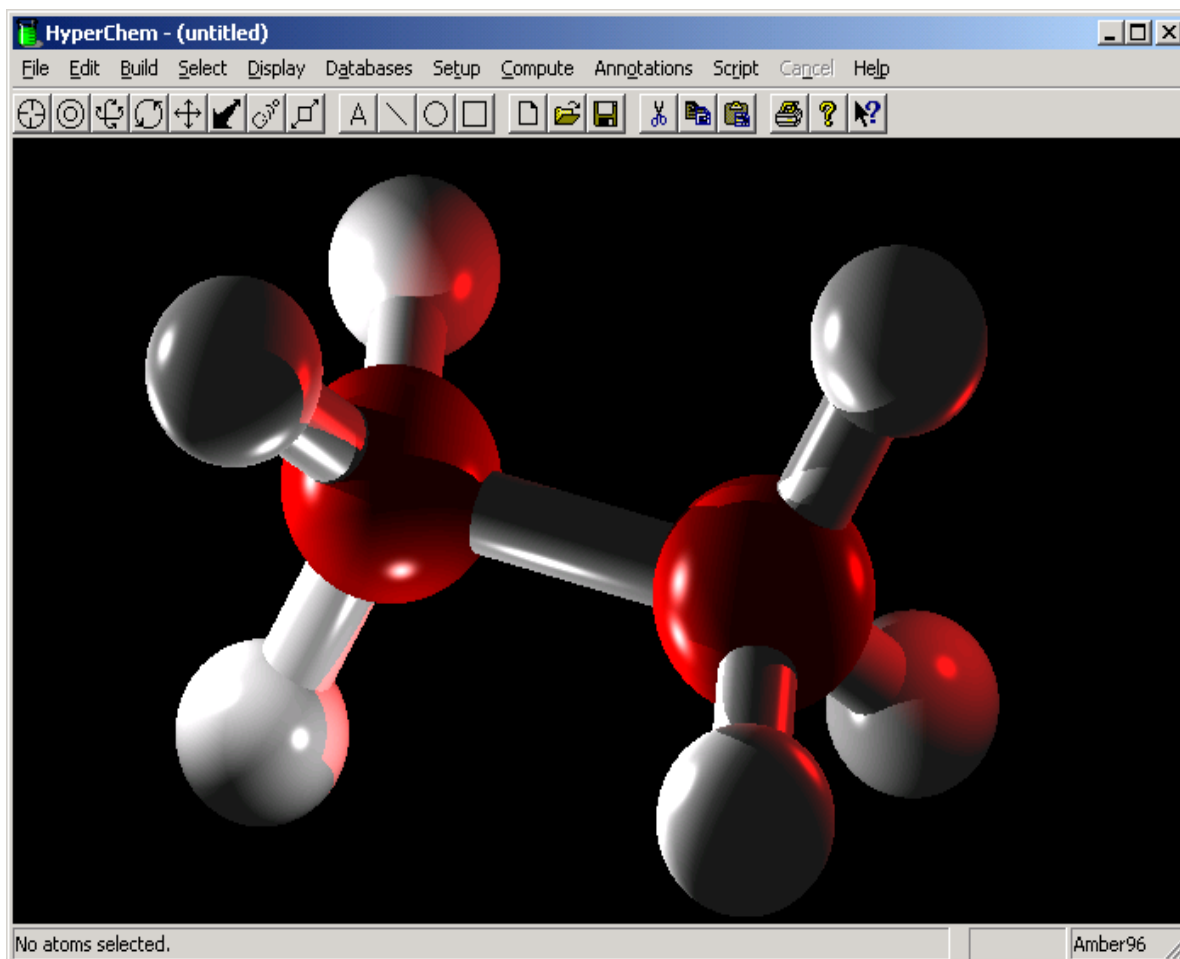 HyperChem - (untitled)
File Edit Build Select Display Databases Setup Compute Annotations Script Cancel Help
A
No atoms selected.
Amber96